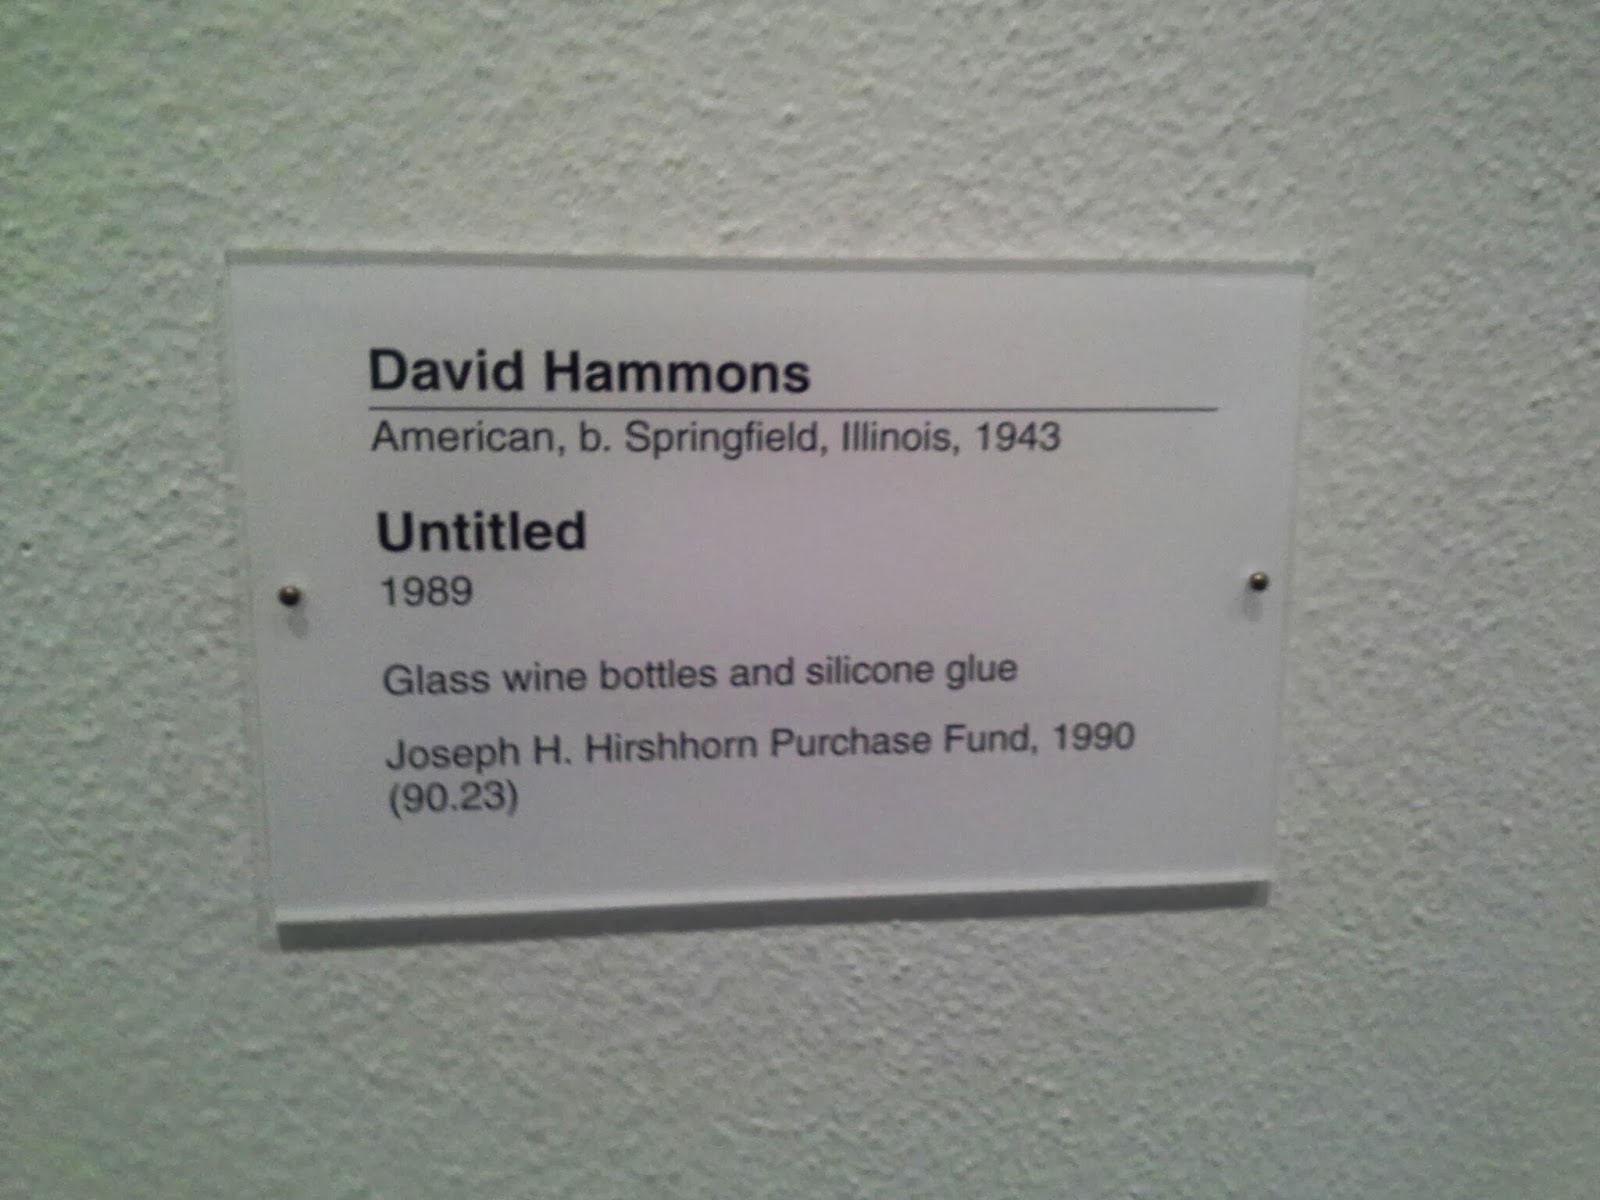 David Hammons
American, b. Springfield, Illinois, 1943
Untitled
1989
Glass wine bottles and silicone glue
Joseph H. Hirshhorn Purchase Fund, 1990
(90.23)